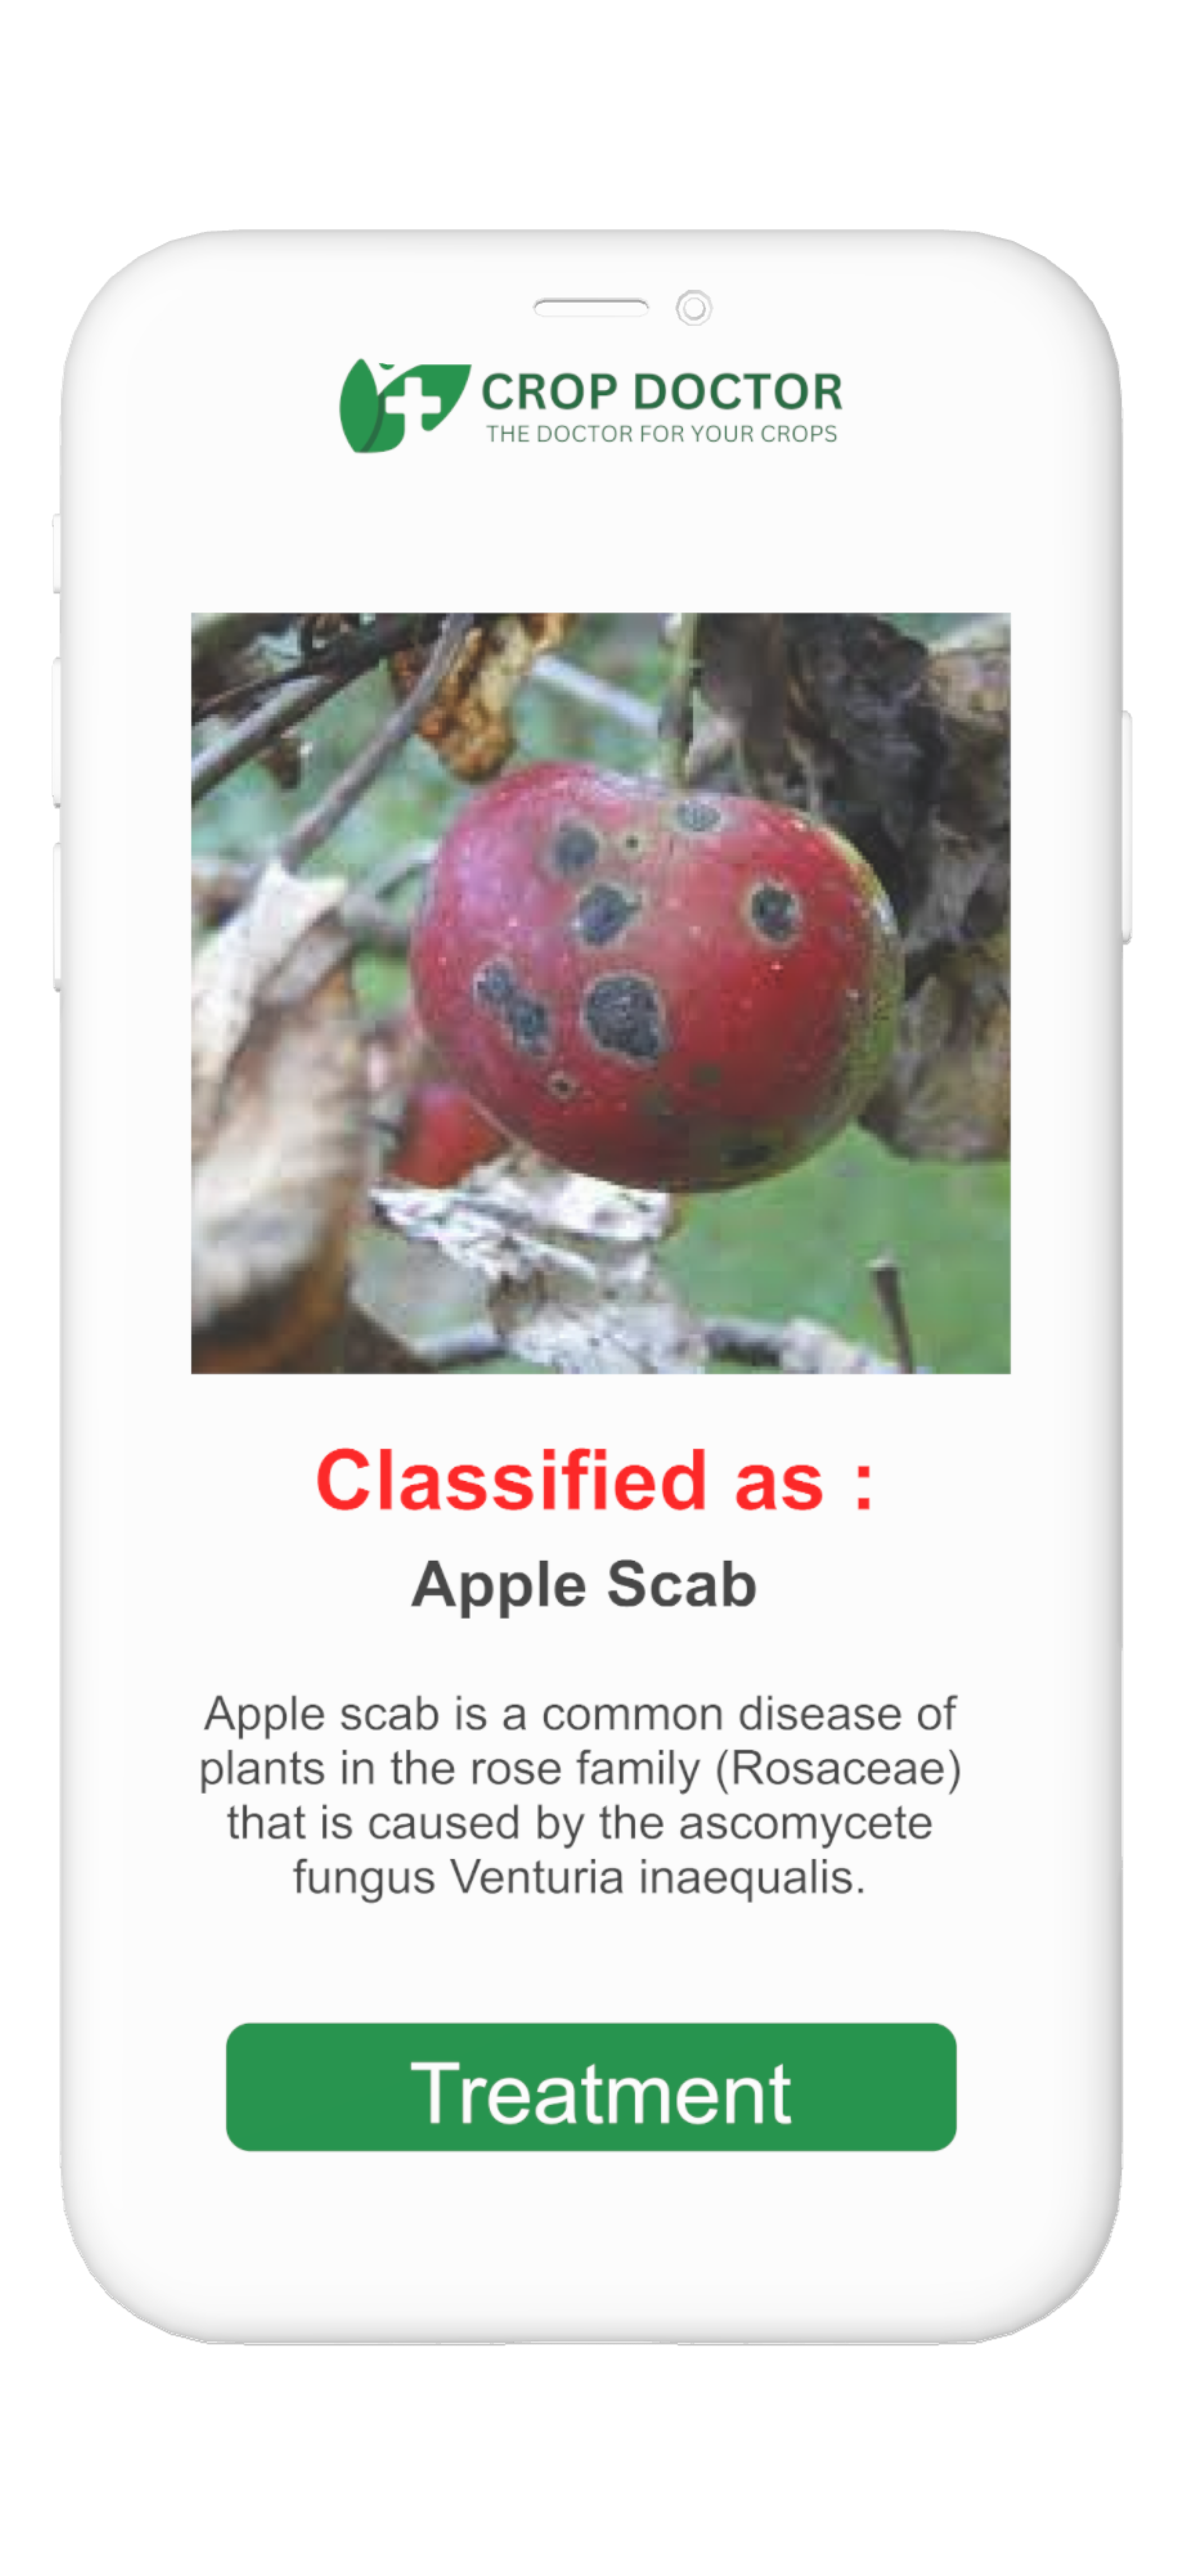 CROP DOCTOR
THE DOCTOR FOR YOUR CROPS
Classified as :
Apple Scab
Apple scab is a common disease of
plants in the rose family (Rosaceae)
that is caused by the ascomycete
fungus Venturia inaequalis.
Treatment